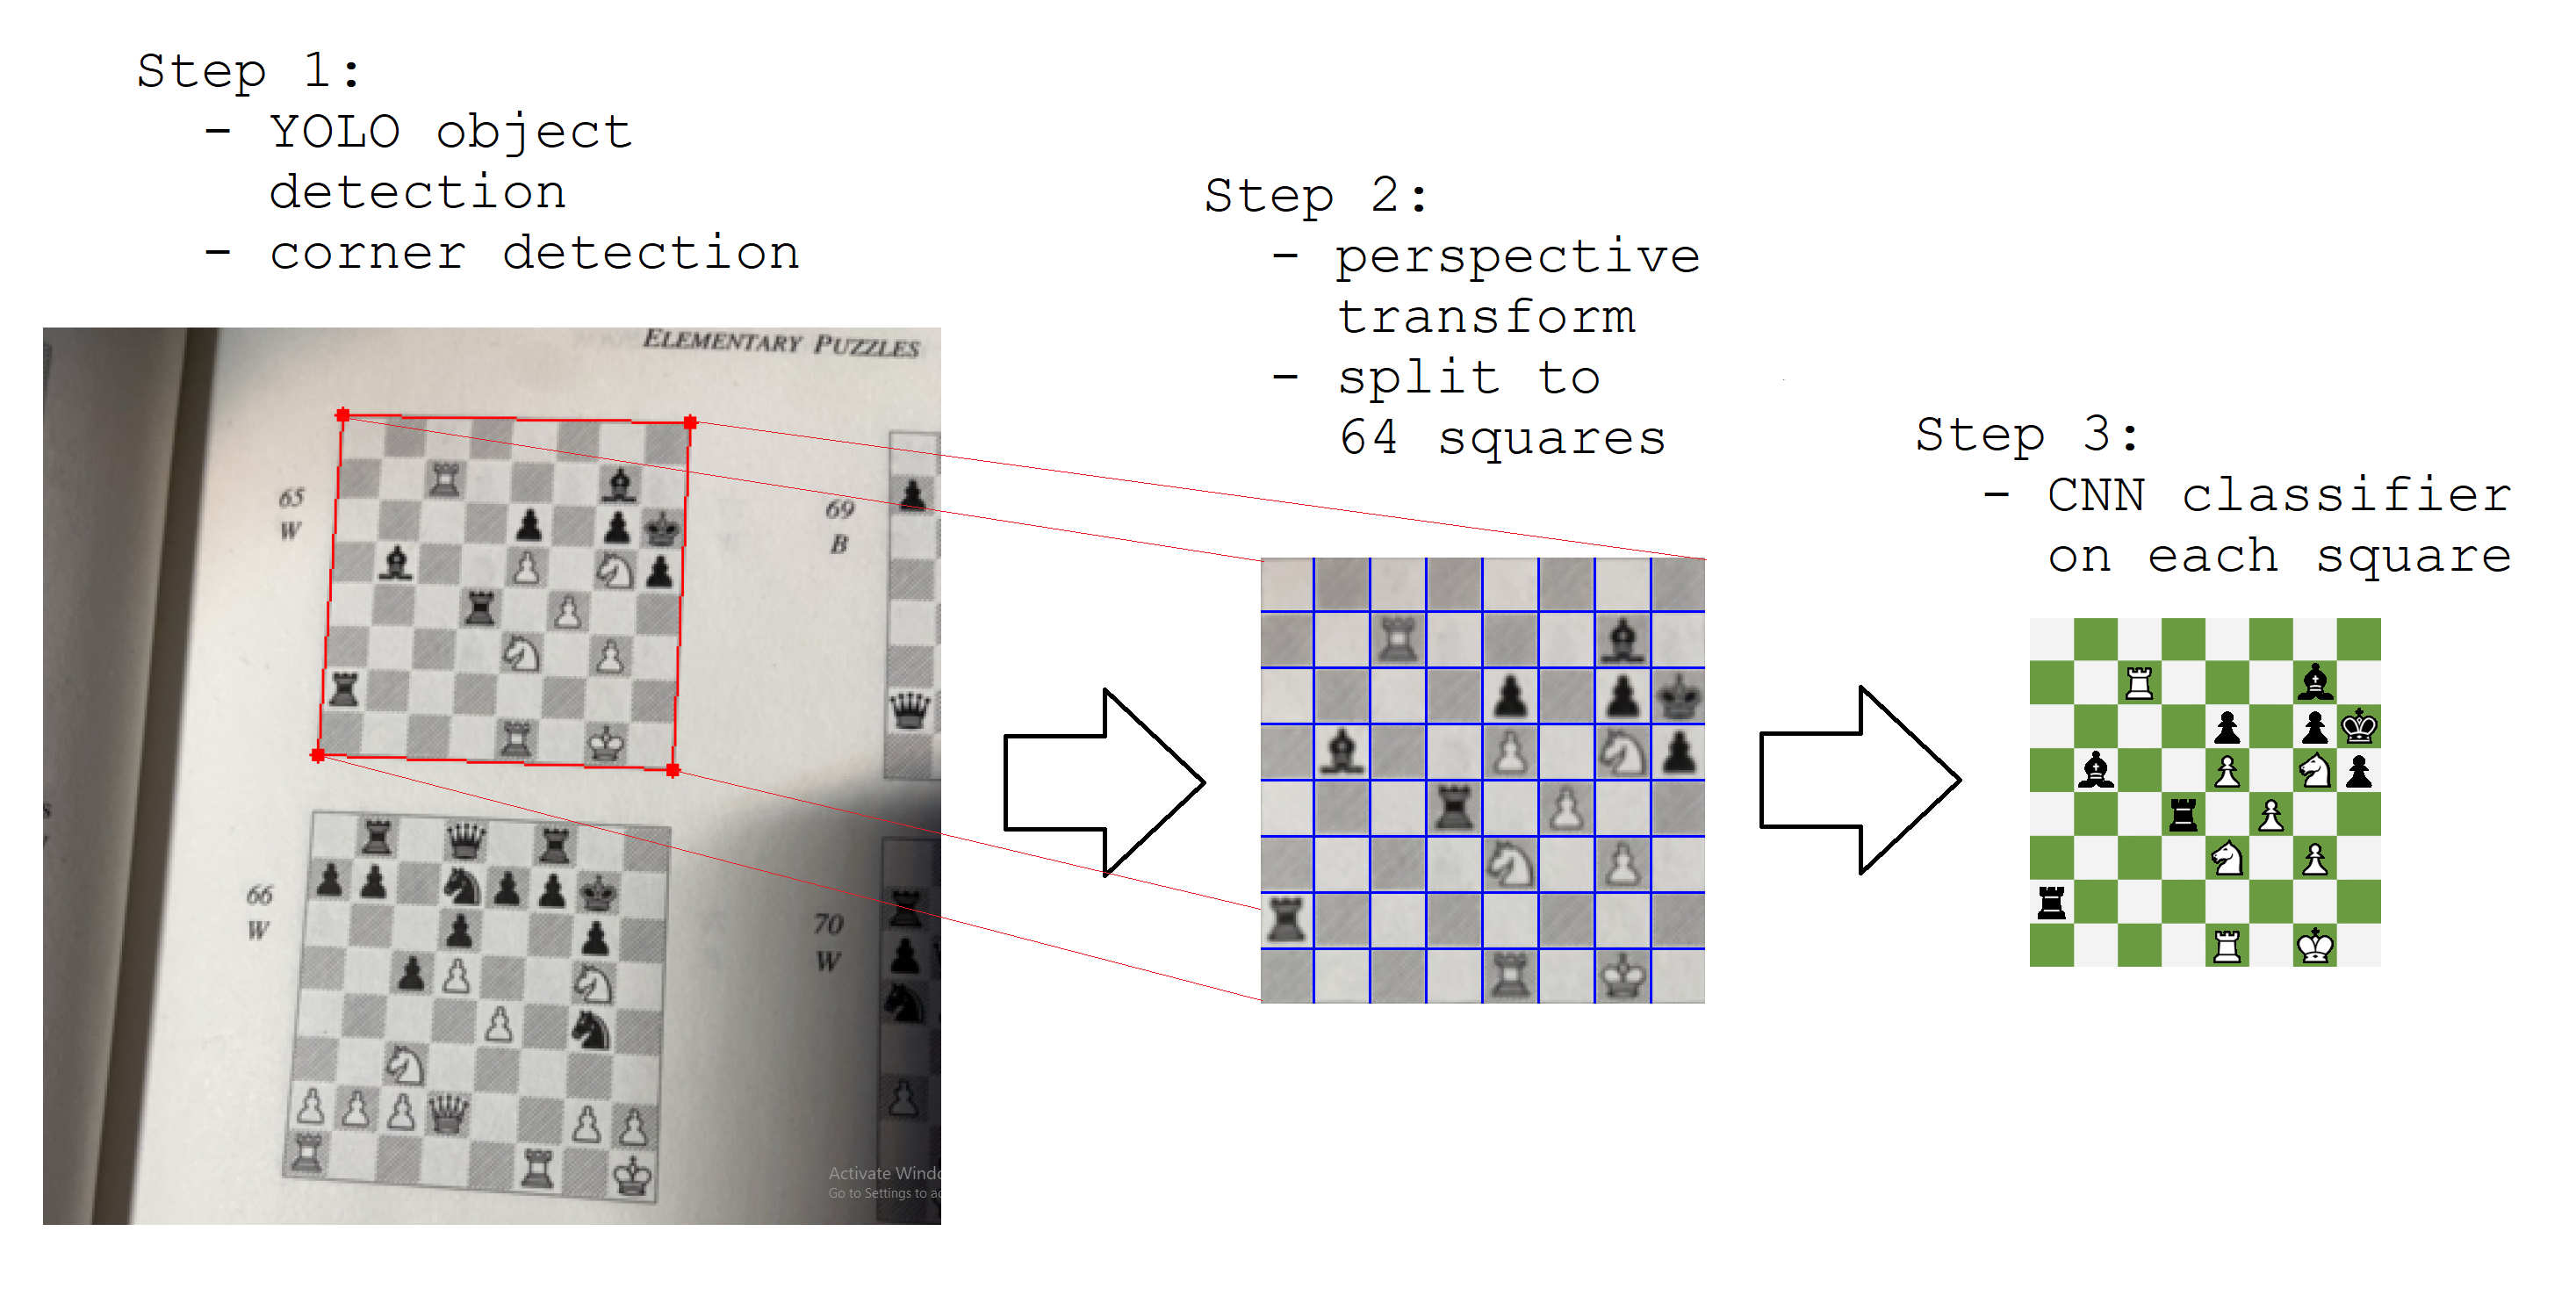 Step 1:
- YOLO object
detection
- corner detection
Step 2:
- perspective
transform
- split to
64 squares
Step 3:
- CNN classifier
on each square
ELEMENTARY PUZZLES
65
W
69
B
66
W
70
W
Activate Windo
Go to Settings to ac